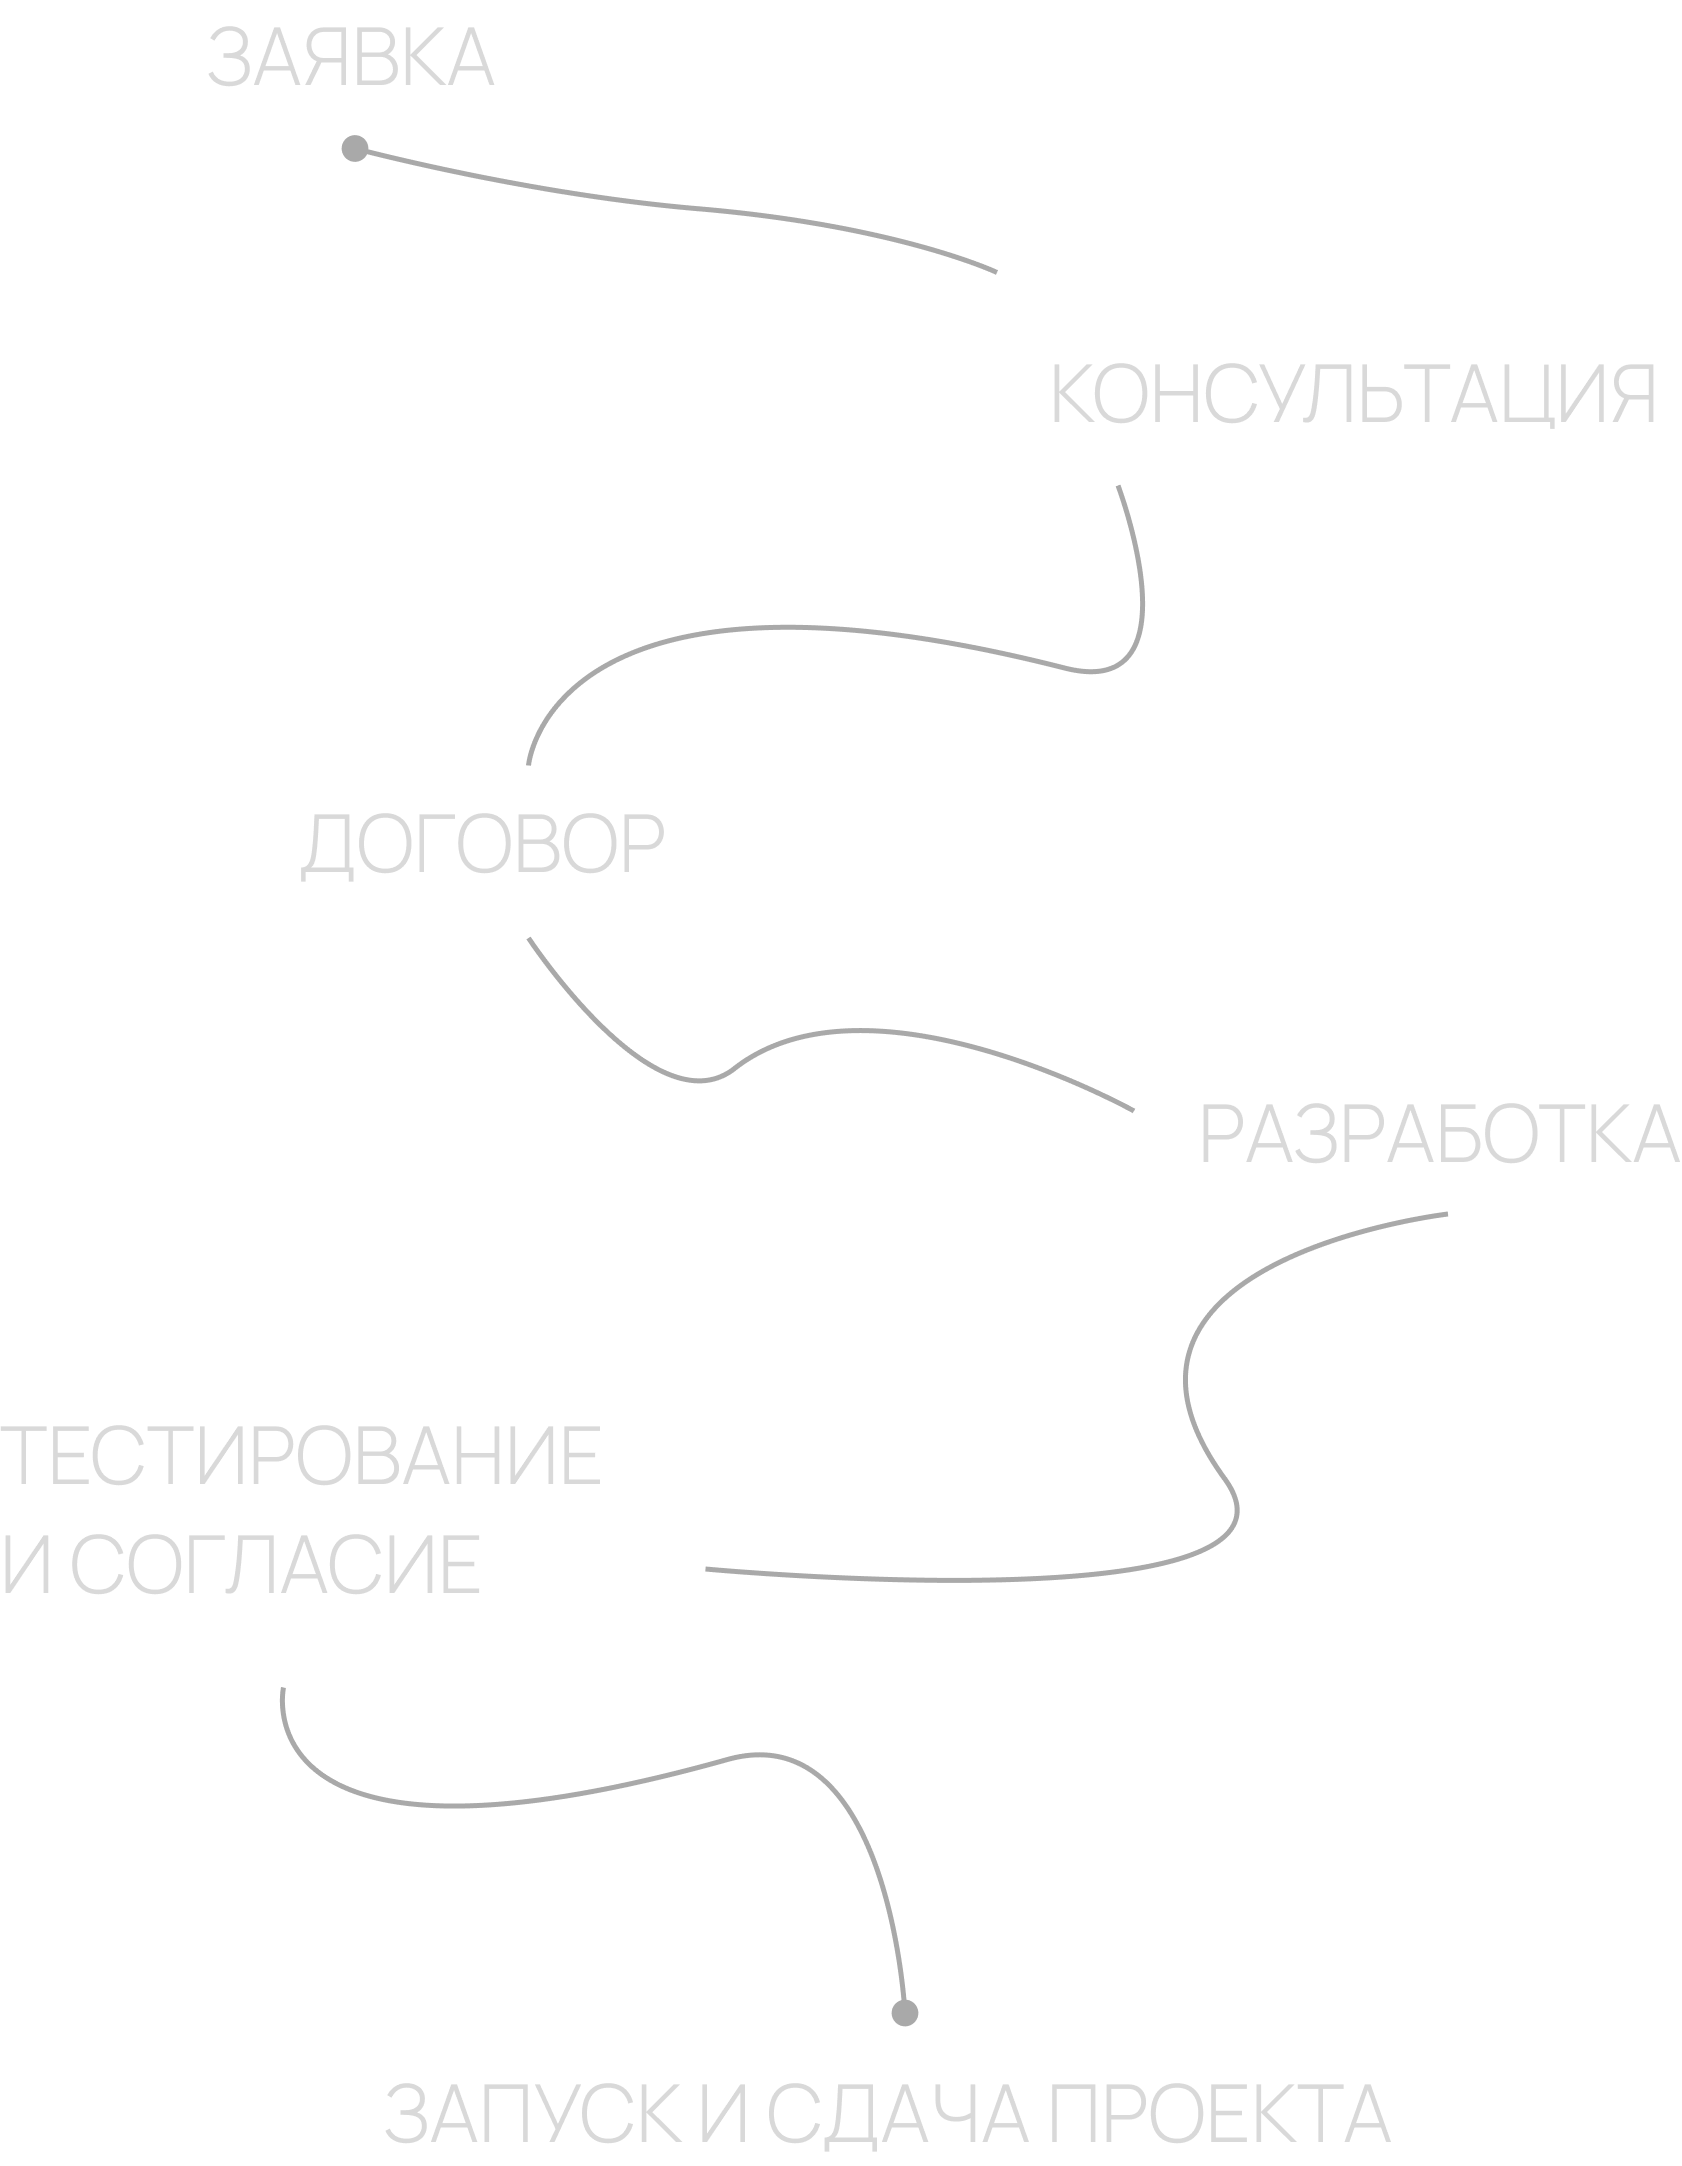 ЗАЯВКА
КОНСУЛЬТАЦИЯ
ДОГОВОР
РАЗРАБОТКА
ТЕСТИРОВАНИЕ
И СОГЛАСИЕ
ЗАПУСК И СДАЧА ПРОЕКТА